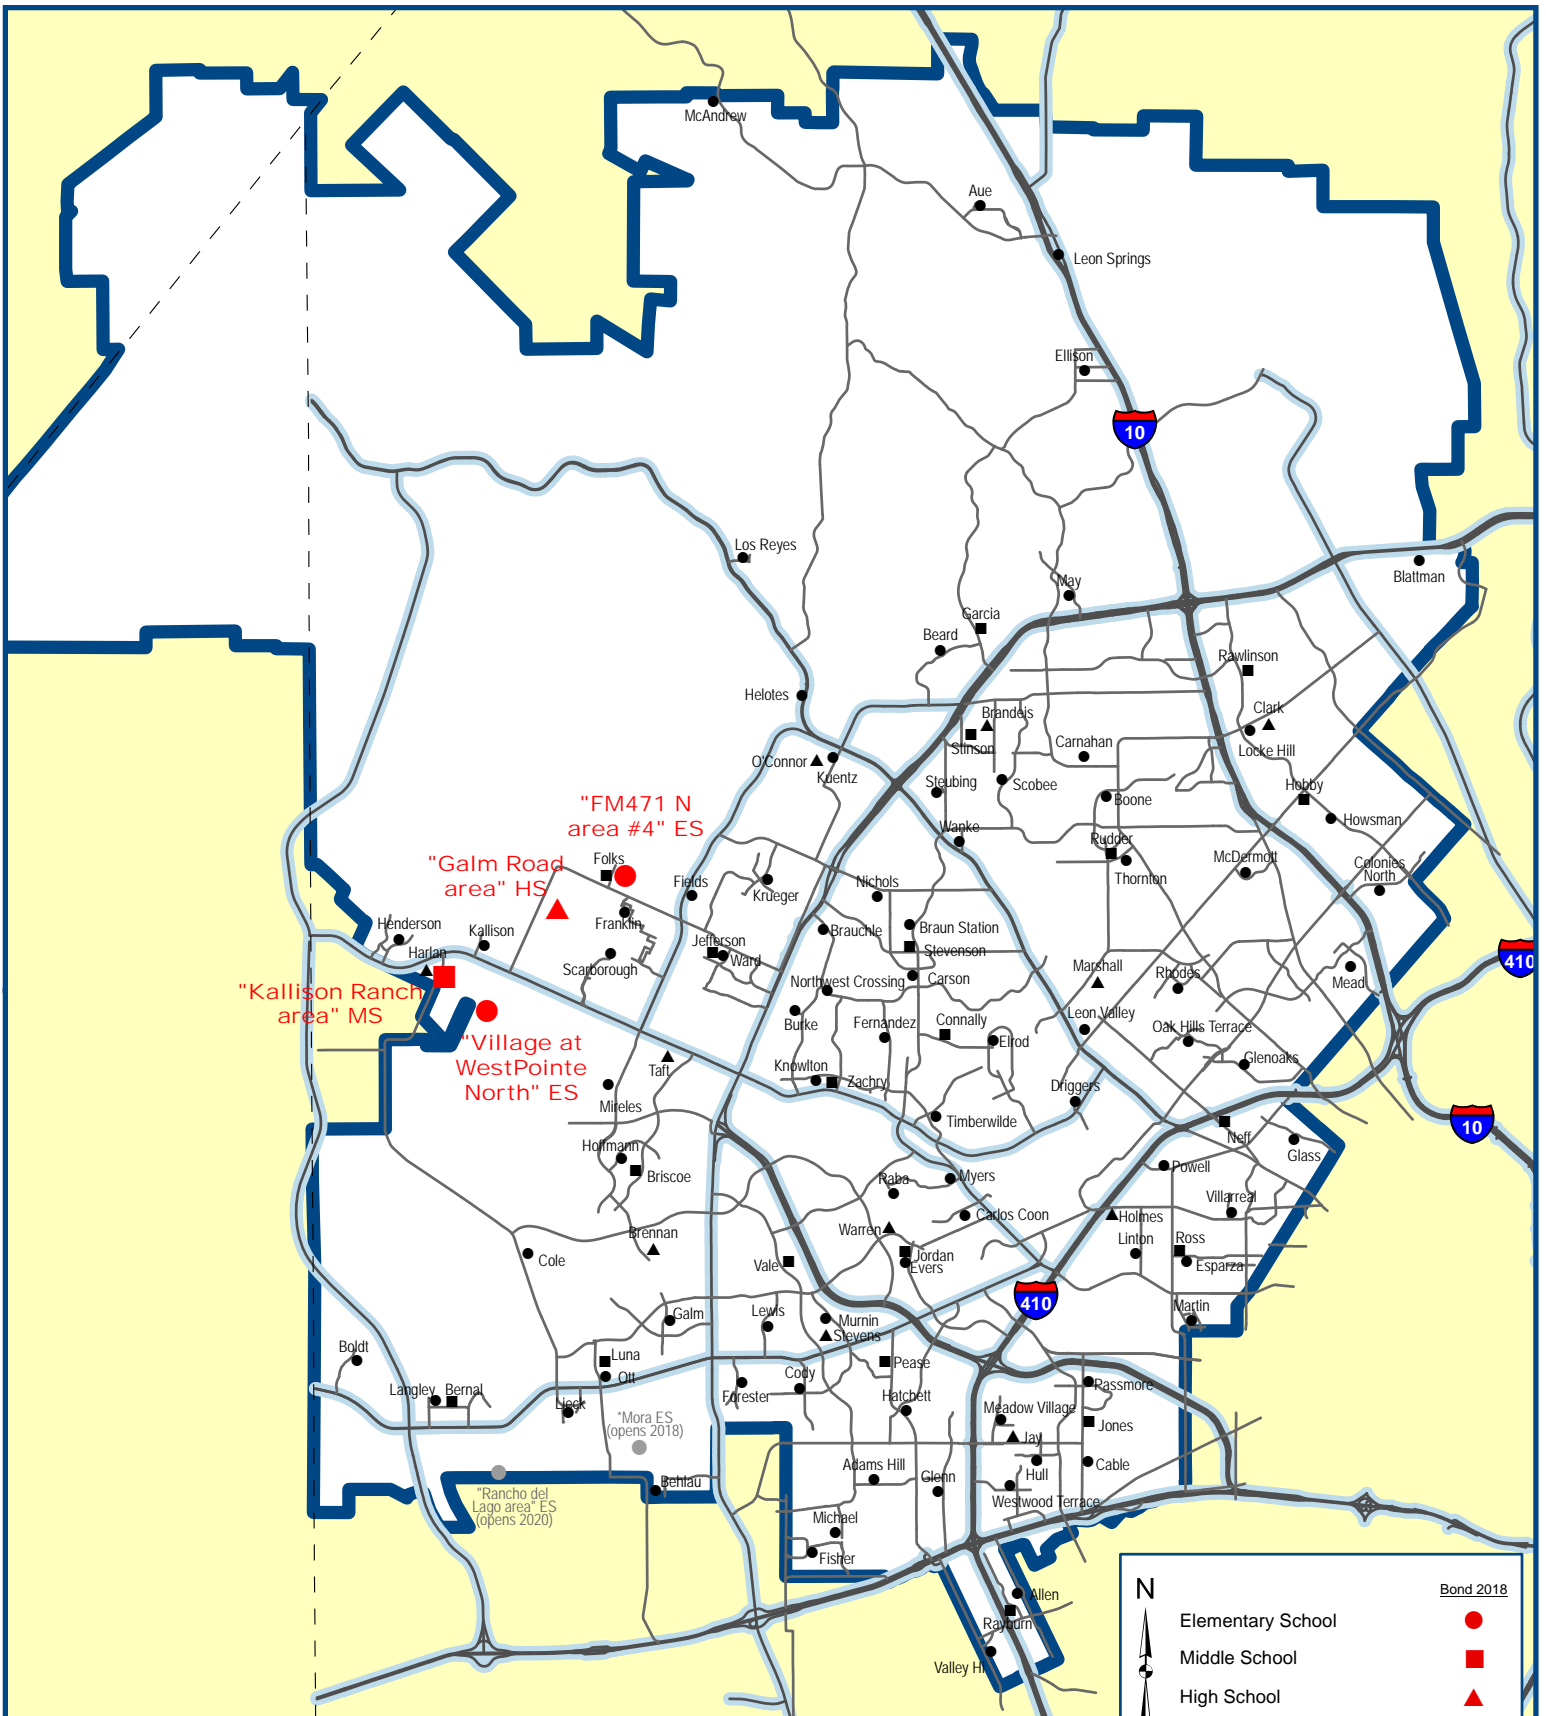 McAndrew
Aue
Leon Springs
Ellison
10
Los Reyes
Blattman
May
Garcia
Beard
Rawlinson
Helotes
Brandeis
Clark
Stinson
Carnahan
Locke Hill
O'Connor
Kuentz
Steubing
Scobee
Hobby
Boone
"FM471 N
area #4" ES
Howsman
Wanke
Rudder
"Galm Road
area" HS
Folks
McDermott
Colonies
North
Thornton
Fields
Krueger
Nichols
Henderson
Kallison
Franklin
Brauchle
Braun Station
Harlan
Jefferson
Stevenson
Scarborough
Ward
410
Marshall
Rhodes
Mead
Northwest Crossing
Carson
"Kallison Ranch
area" MS
Burke
Fernandez
Connally
Leon Valley
Oak Hills Terrace
Elrod
"Village at
WestPointe
North" ES
Taft
Knowlton
Zachry
Glenoaks
Driggers
Mireles
Timberwilde
10
Neff
Hoffmann
Glass
Briscoe
Raba
Myers
Powell
Villarreal
Carlos Coon
Holmes
Warren
Brennan
Linton
Ross
Cole
Vale
Jordan
Evers
Esparza
410
Martin
Galm
Lewis
Murnin
Stevens
Boldt
Luna
Pease
Ott
Cody
Passmore
Langley
Bernal
Forester
Hatchett
Lieck
Meadow Village
Jones
"Mora ES
(opens 2018)
Jay
Adams Hill
Hull
Cable
Behlau
Glenn
"Rancho del
Lago area" ES
(opens 2020)
Westwood Terrace
Michael
Fisher
Allen
Rayburn
Valley Hi
N
Bond 2018
Elementary School
Middle School
High School